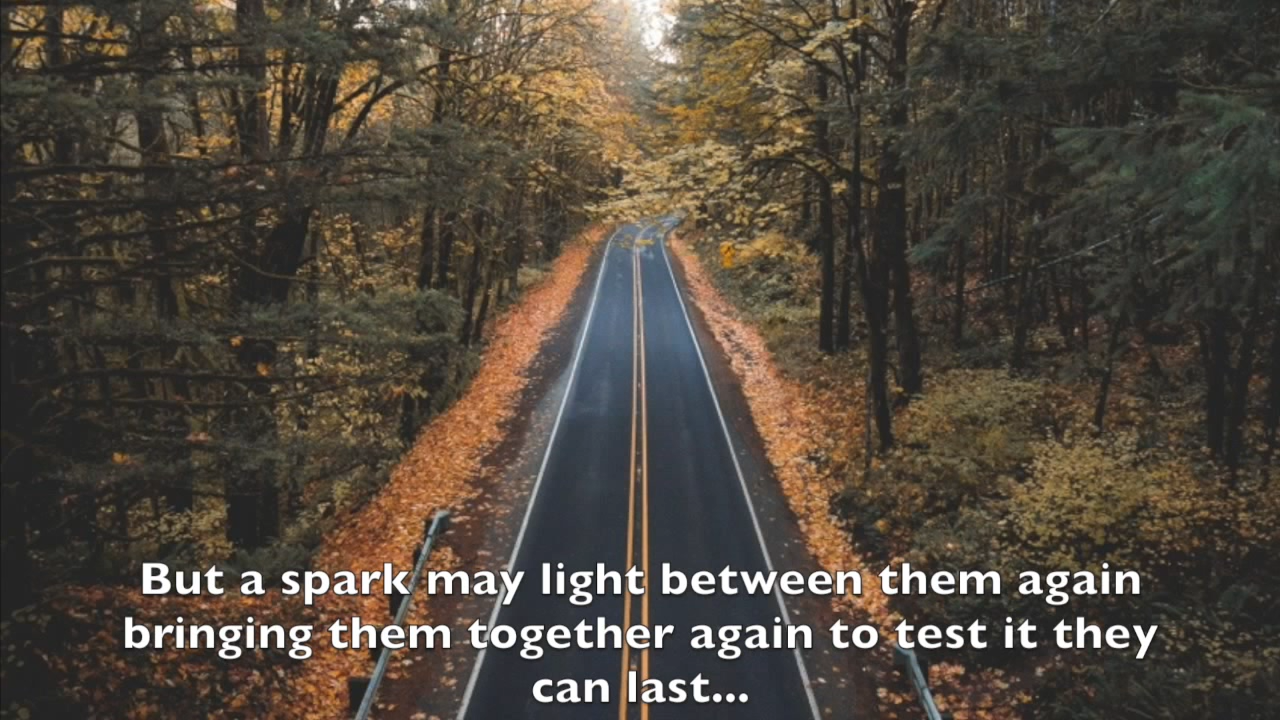 But a spark may light between them again
bringing them together again to test it they
can last...